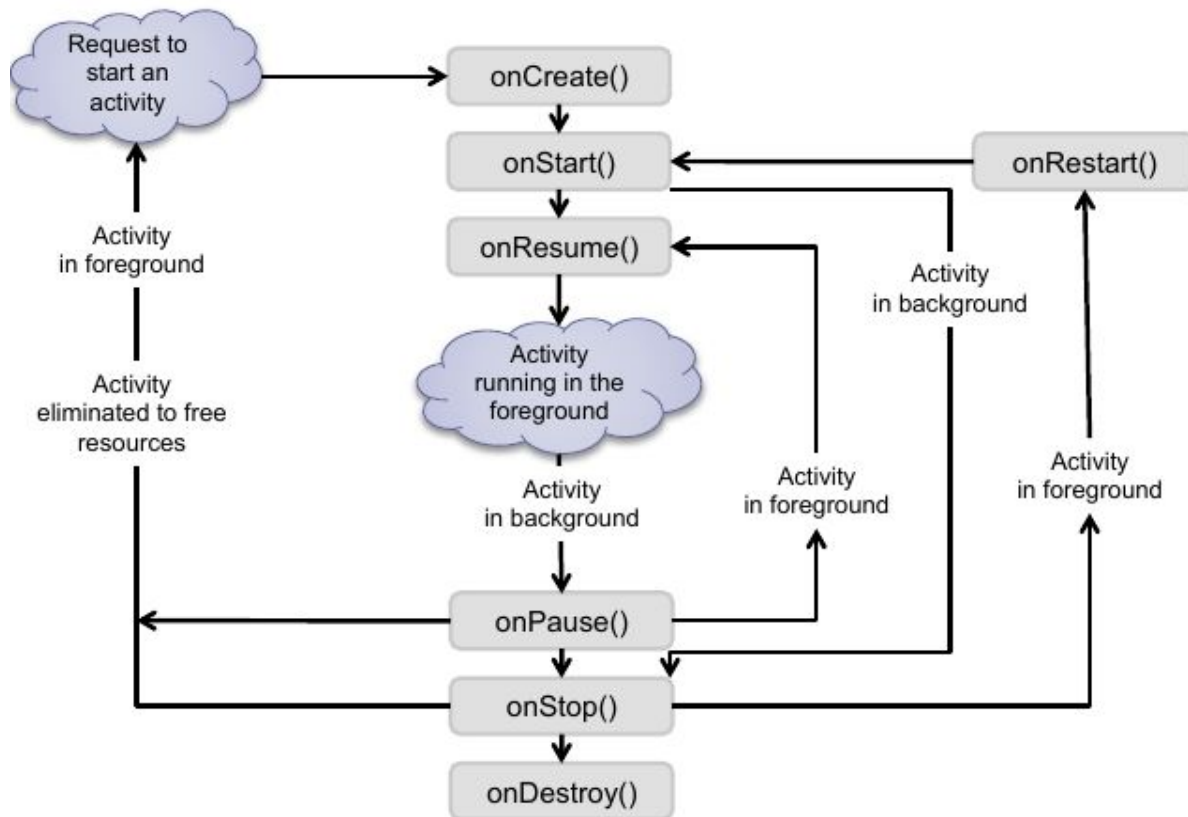 Request to
start an
activity
onCreate()
onStart()
onRestart()
onResume()
Activity
in foreground
Activity
in background
Activity
running in the
foreground
Activity
eliminated to free
resources
Activity
in background
Activity
in foreground
Activity
in foreground
onPause()
onStop()
onDestroy()